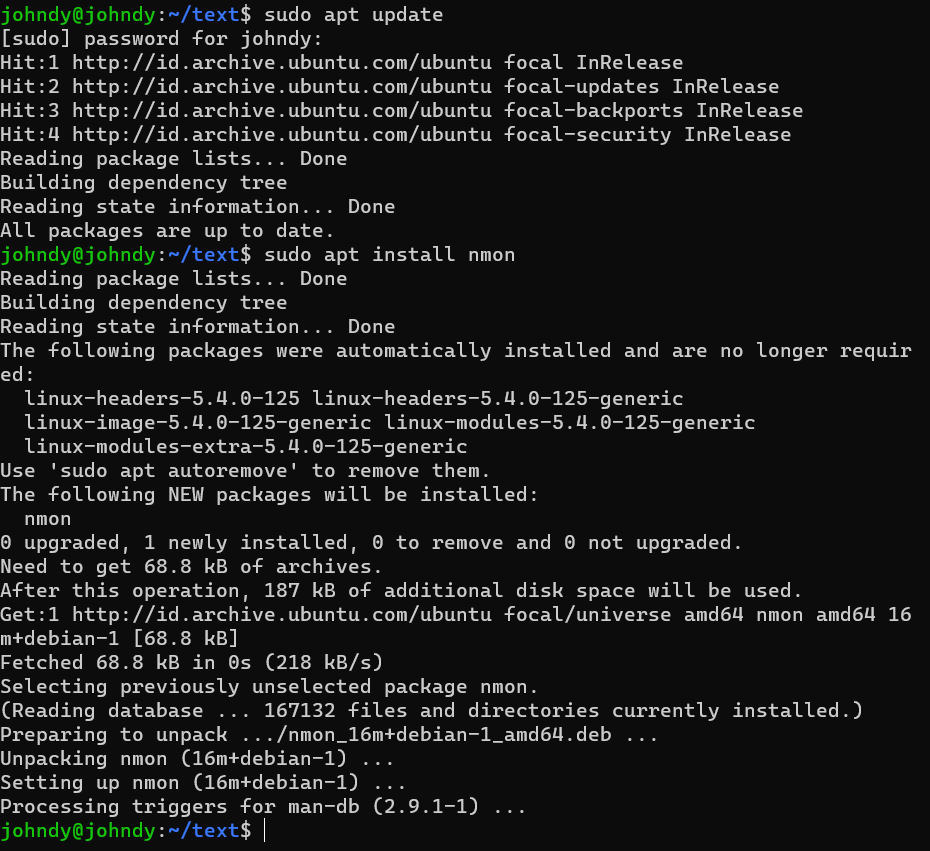 johndy@johndy:~/text$ sudo apt update
[sudo] password for johndy:
Hit:1 http://id.archive.ubuntu.com/ubuntu focal InRelease
Hit:2 http://id.archive.ubuntu.com/ubuntu focal-updates InRelease
Hit:3 http://id.archive.ubuntu.com/ubuntu focal-backports InRelease
Hit:4 http://id.archive.ubuntu.com/ubuntu focal-security InRelease
Reading package lists... Done
Building dependency tree
Reading state information... Done
All packages are up to date.
johndy@johndy:~/text$ sudo apt install nmon
Reading package lists... Done
Building dependency tree
Reading state information... Done
The following packages were automatically installed and are no longer requir
ed:
  linux-headers-5.4.0-125 linux-headers-5.4.0-125-generic
  linux-image-5.4.0-125-generic linux-modules-5.4.0-125-generic
  linux-modules-extra-5.4.0-125-generic
Use 'sudo apt autoremove' to remove them.
The following NEW packages will be installed:
  nmon
0 upgraded, 1 newly installed, 0 to remove and 0 not upgraded.
Need to get 68.8 kB of archives.
After this operation, 187 kB of additional disk space will be used.
Get:1 http://id.archive.ubuntu.com/ubuntu focal/universe amd64 nmon amd64 16
m+debian-1 [68.8 kB]
Fetched 68.8 kB in 0s (218 kB/s)
Selecting previously unselected package nmon.
(Reading database ... 167132 files and directories currently installed.)
Preparing to unpack .../nmon_16m+debian-1_amd64.deb ...
Unpacking nmon (16m+debian-1) ...
Setting up nmon (16m+debian-1) ...
Processing triggers for man-db (2.9.1-1) ...
johndy@johndy:~/text$